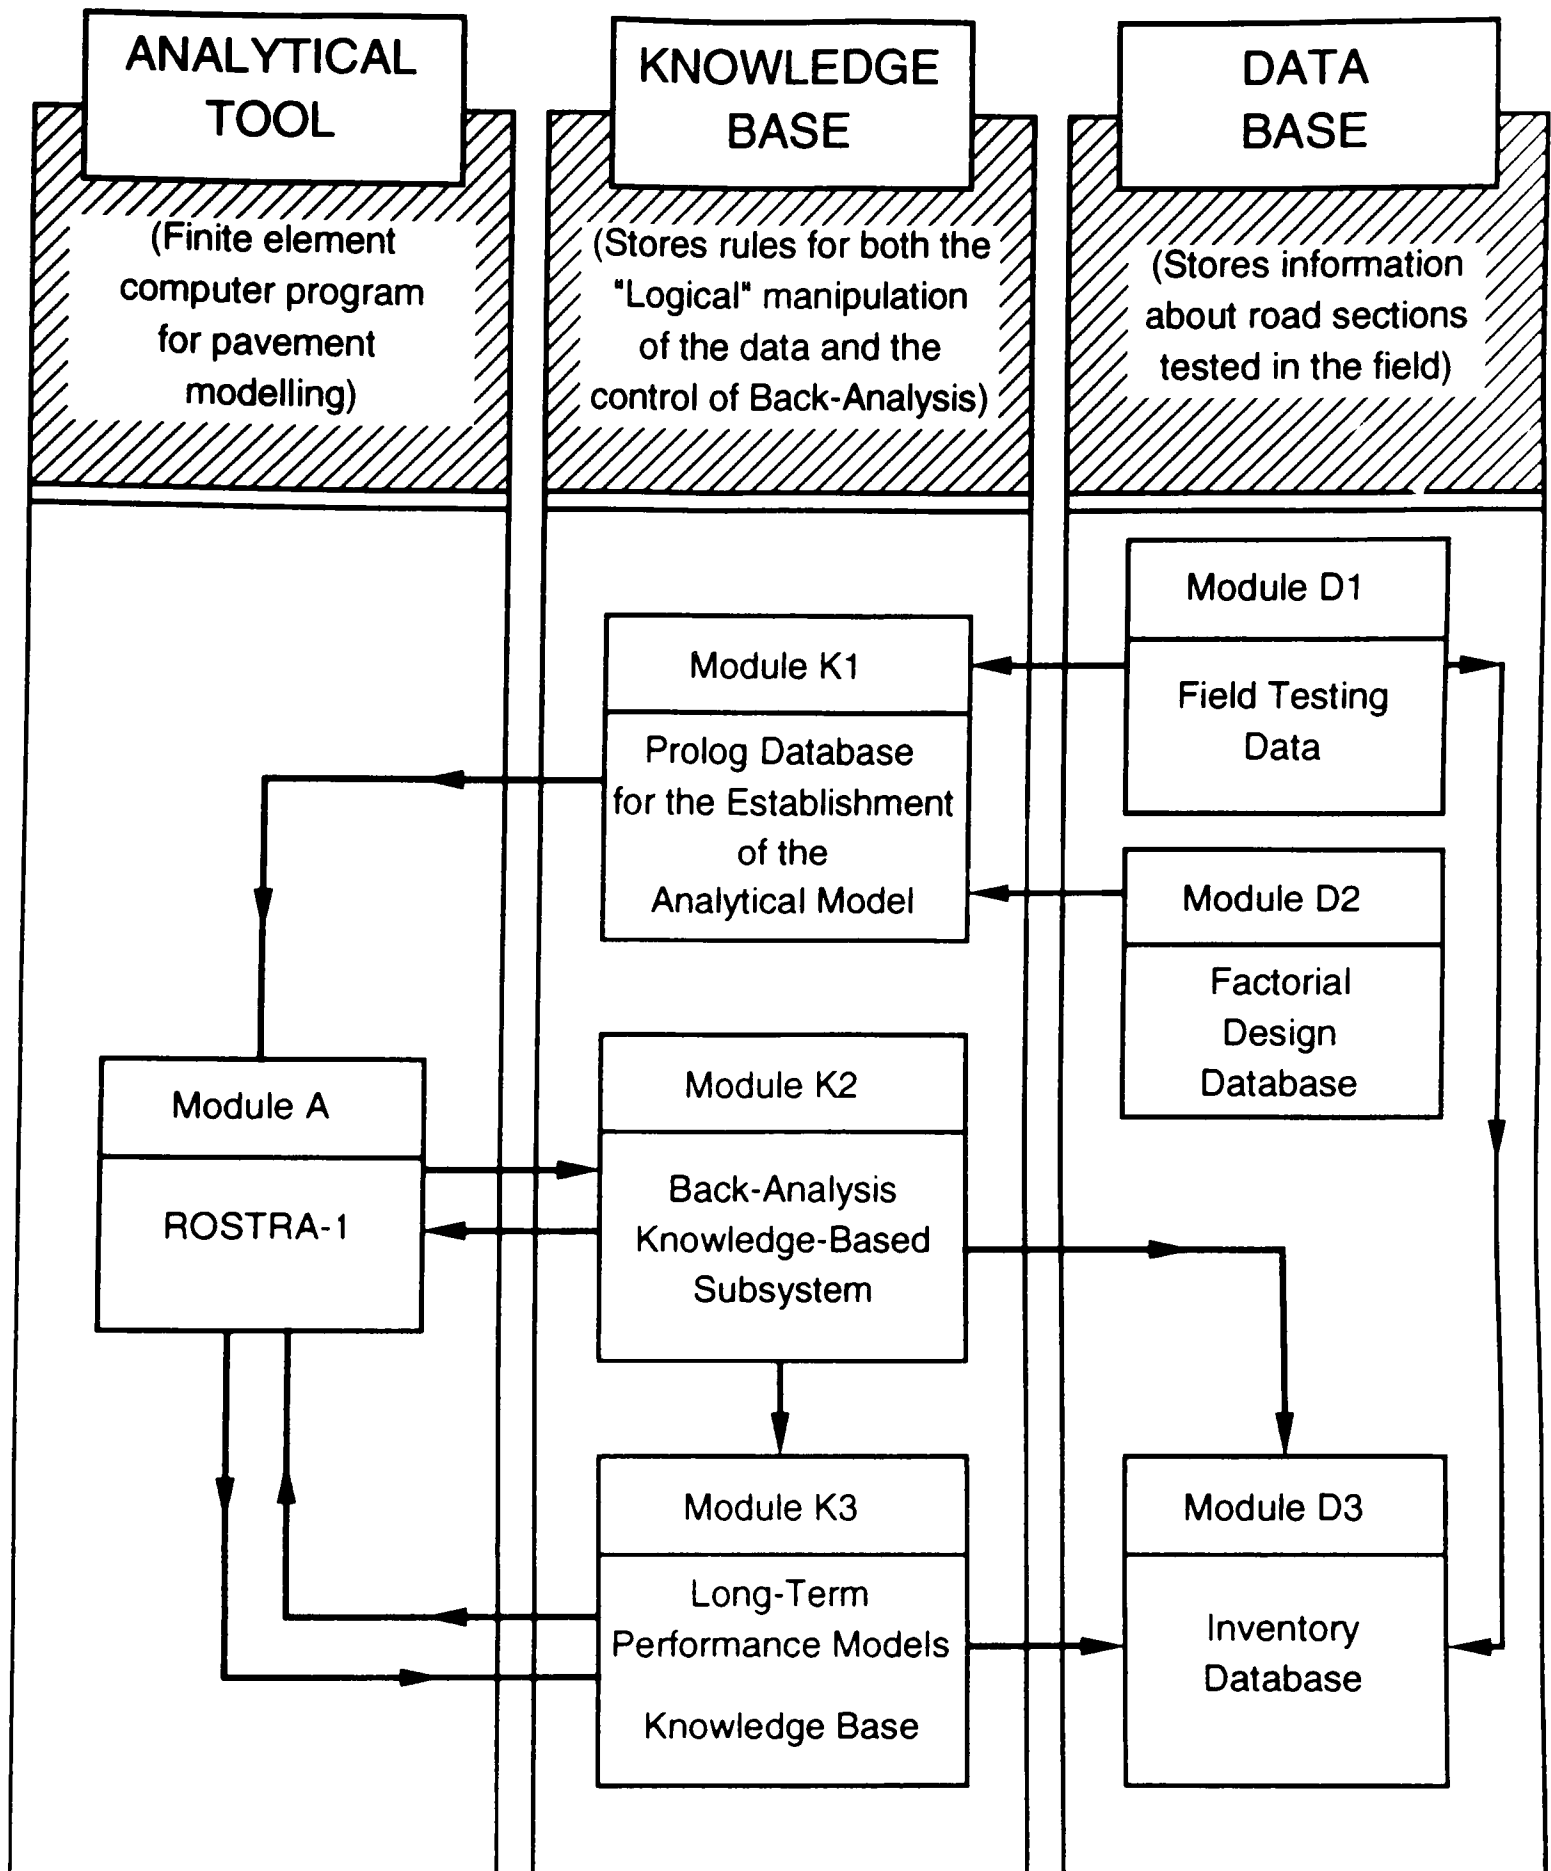 ANALYTICAL
TOOL
(Finite element
computer program
for pavement
modelling)
KNOWLEDGE
BASE
(Stores rules for both the
"Logical" manipulation
of the data and the
control of Back-Analysis)
DATA
BASE
(Stores information
about road sections
tested in the field)
Module D1
Field Testing
Data
Module K1
Prolog Database
for the Establishment
of the
Analytical Model
Module D2
Factorial
Design
Database
Module A
ROSTRA-1
Module K2
Back-Analysis
Knowledge-Based
Subsystem
Module K3
Long-Term
Performance Models
Knowledge Base
Module D3
Inventory
Database